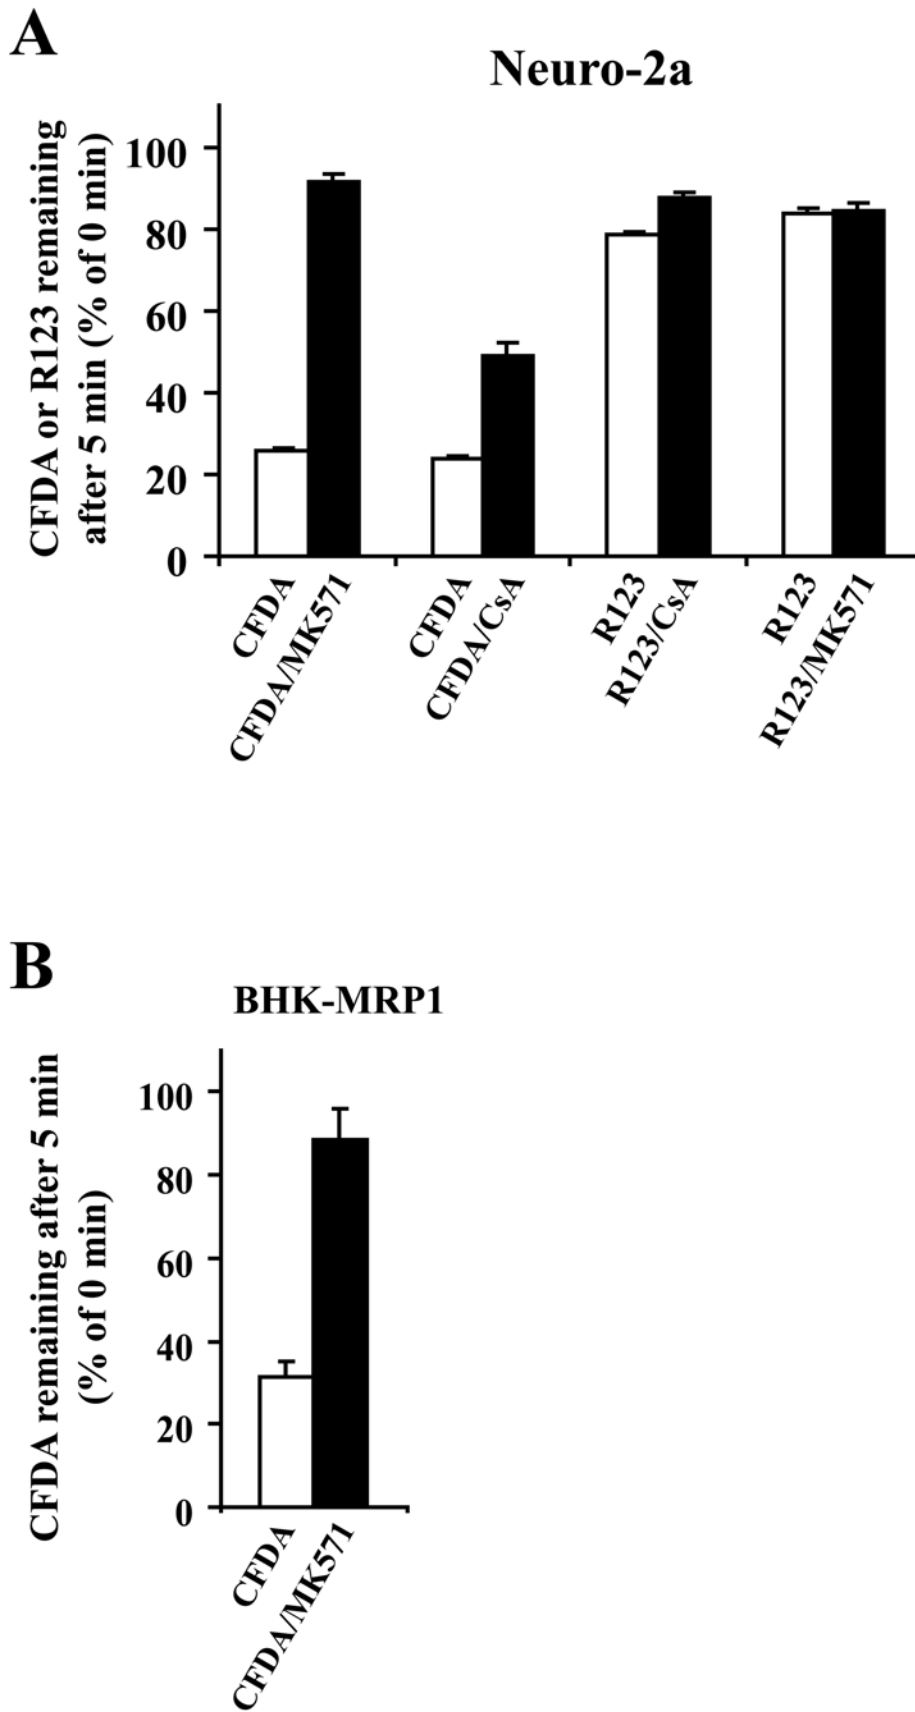 A
Neuro-2a
CFDA or R123 remaining
after 5 min (% of 0 min)
100
80
60
40
20
0
CFDA
CFDA/MK571
CFDA
CFDA/CsA
R123
R123/CsA
R123
R123/MK571
B
BHK-MRP1
CFDA remaining after 5 min
(% of 0 min)
100
80
60
40
20
0
CFDA
CFDA/MK571